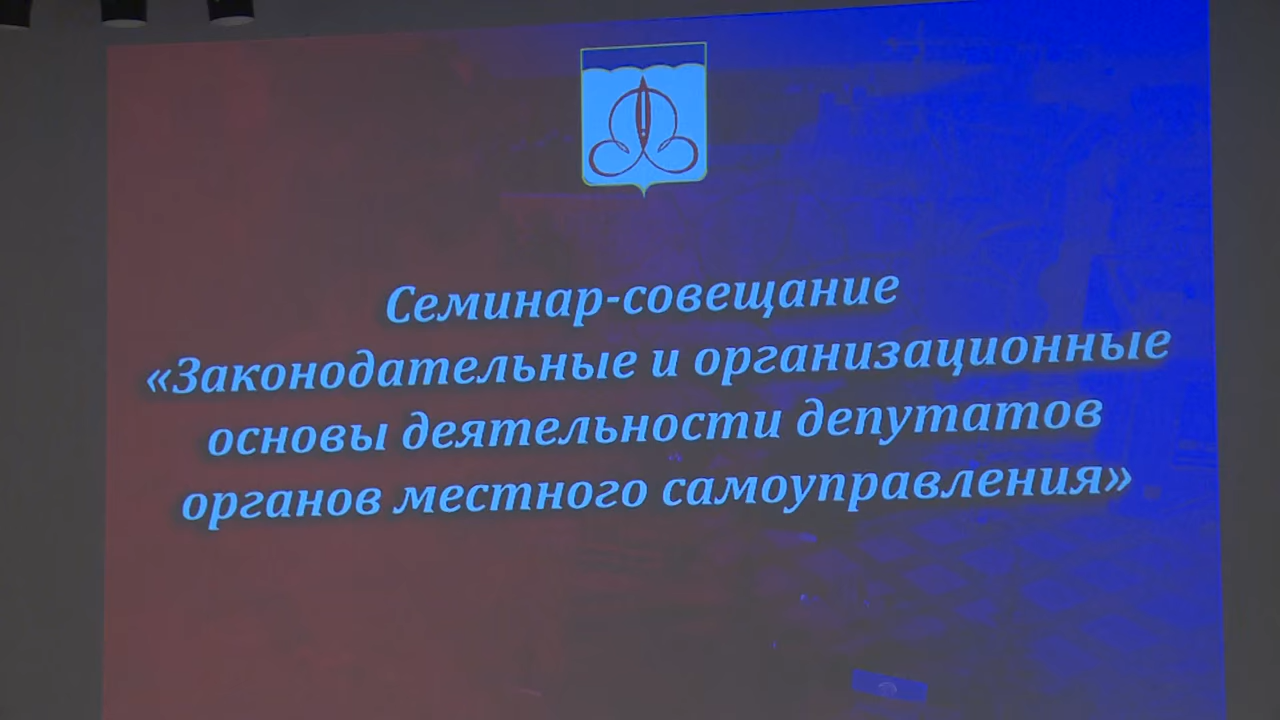 Семинар-совещание
«Законодательные и организационные
основы деятельности депутатов
органов местного самоуправления»